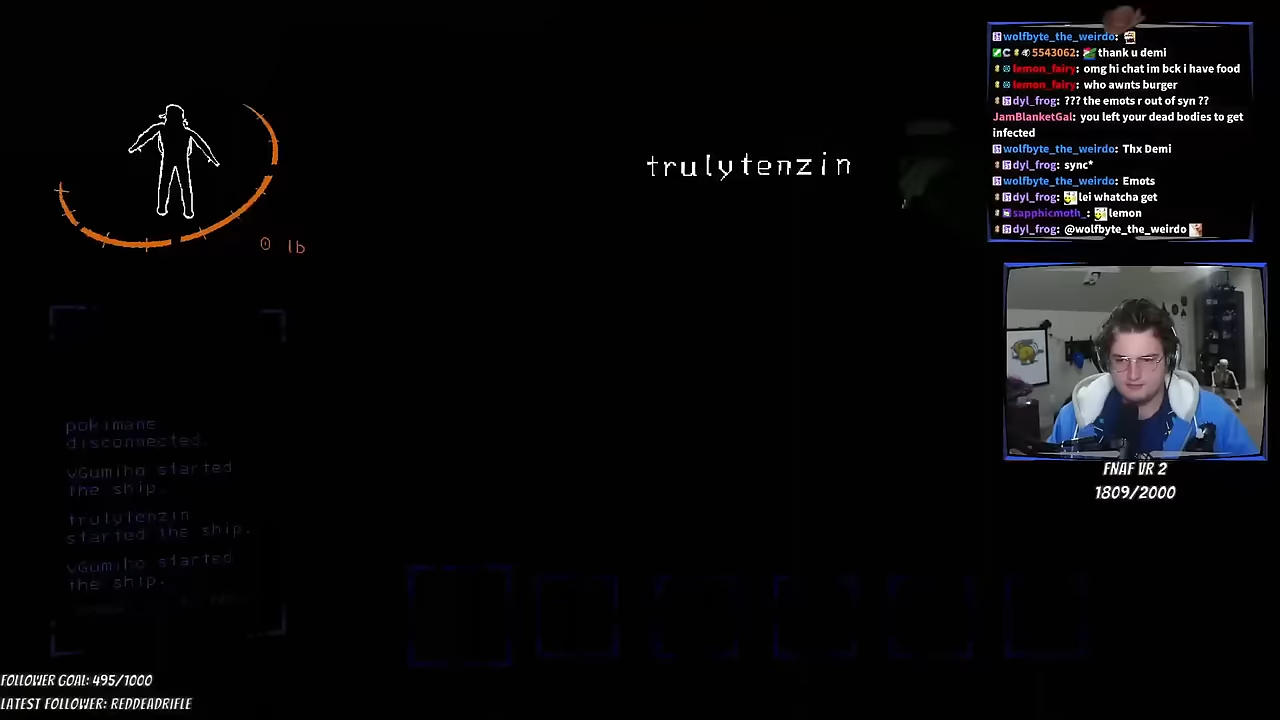 trulytenzin
0 lb
pokimane
disconnected.
vGumiho started
the ship.
trulytenzin
started the ship.
vGumiho started
the ship.
wolfbyte_the_weirdo:
5543062: thank u demi
lemon_fairy: omg hi chat im bck i have food
lemon_fairy: who awnts burger
dyl_frog: ??? the emots r out of syn ??
JamBlanketGal: you left your dead bodies to get
infected
wolfbyte_the_weirdo: Thx Demi
dyl_frog: sync*
wolfbyte_the_weirdo: Emots
dyl_frog: lei whatcha get
sapphicmoth_: lemon
dyl_frog: @wolfbyte_the_weirdo
FNAF VR 2
1809/2000
FOLLOWER GOAL: 495/1000
LATEST FOLLOWER: REDDEADRIFLE